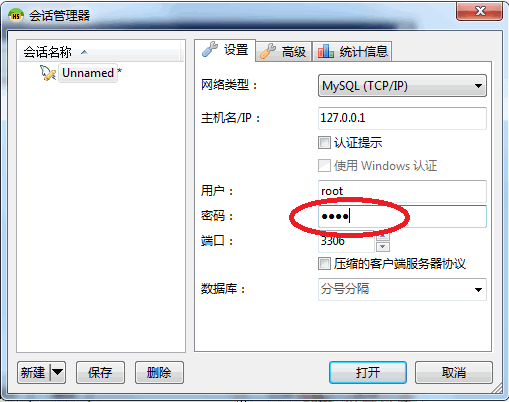 HS 会话管理器
会话名称
Unnamed *
设置 高级 统计信息
网络类型： MySQL (TCP/IP)
主机名/IP： 127.0.0.1
认证提示
使用 Windows 认证
用户： root
密码： ●●●●
端口： 3306
压缩的客户端服务器协议
数据库： 分号分隔
新建 保存 删除 打开 取消